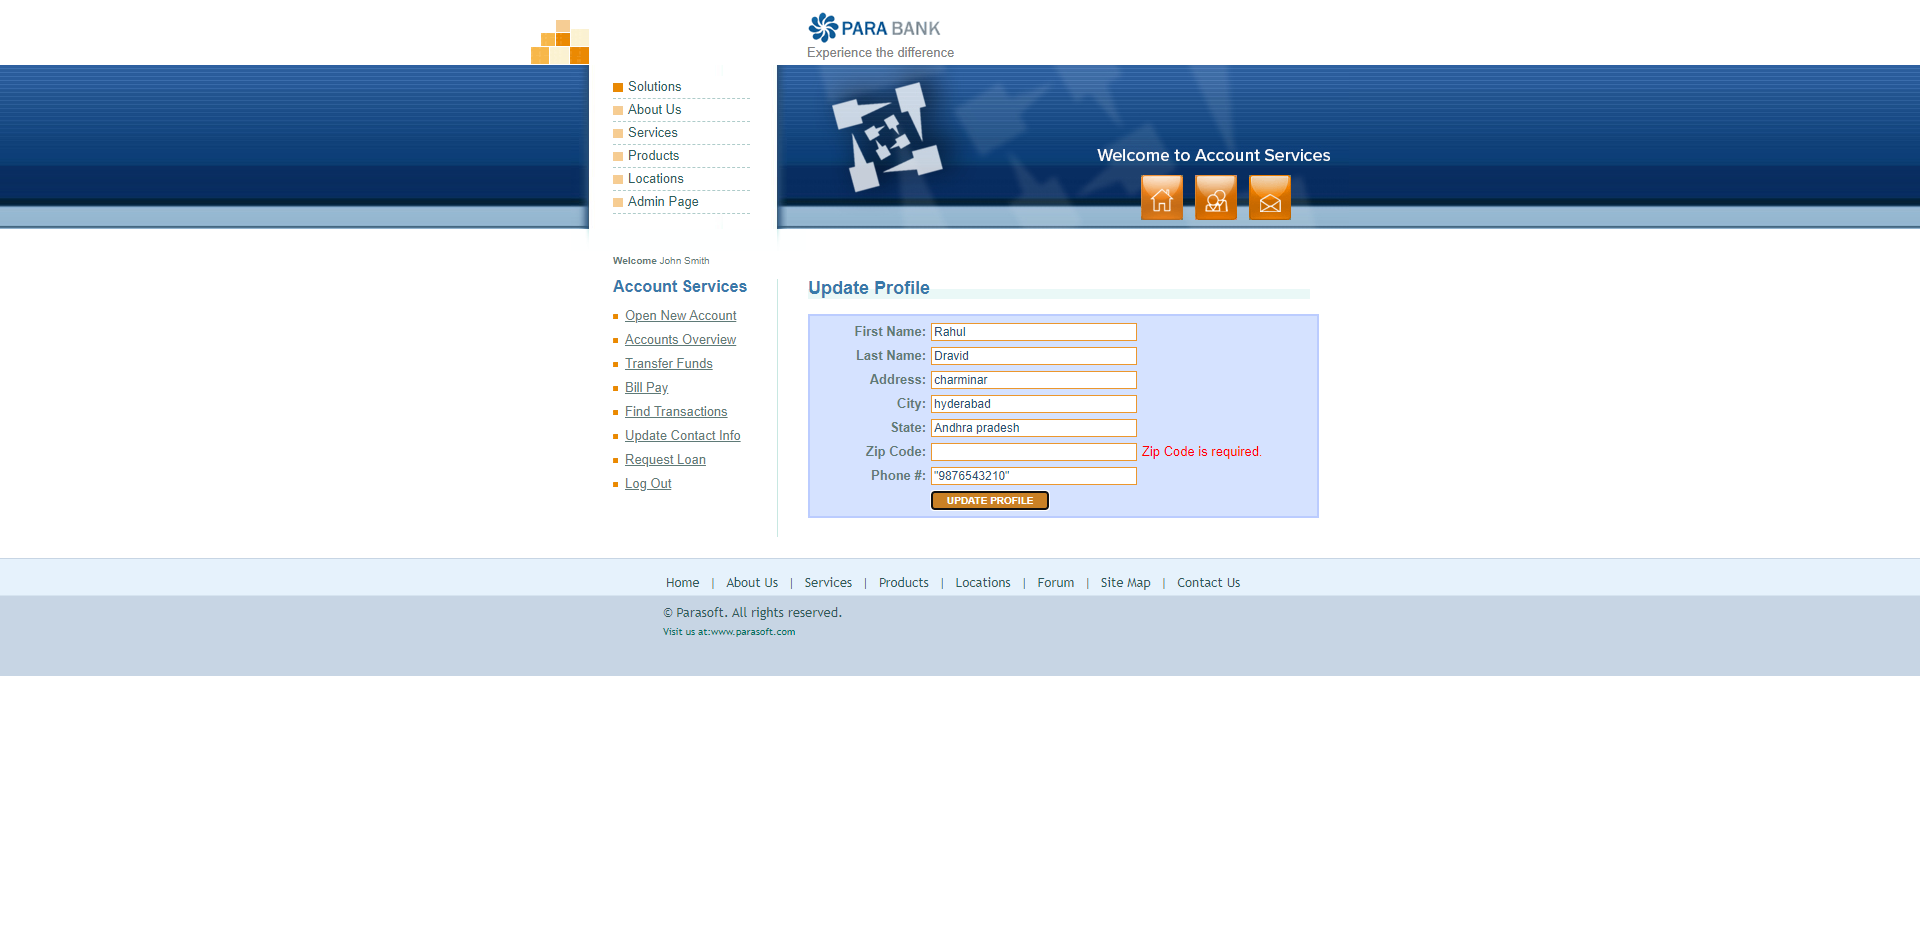 PARA BANK
Experience the difference
Solutions
About Us
Services
Products
Locations
Admin Page
Welcome to Account Services
Welcome John Smith
Account Services
Open New Account
Accounts Overview
Transfer Funds
Bill Pay
Find Transactions
Update Contact Info
Request Loan
Log Out
Update Profile
First Name: Rahul
Last Name: Dravid
Address: charminar
City: hyderabad
State: Andhra pradesh
Zip Code: Zip Code is required.
Phone #: "9876543210"
UPDATE PROFILE
Home | About Us | Services | Products | Locations | Forum | Site Map | Contact Us
© Parasoft. All rights reserved.
Visit us at:www.parasoft.com